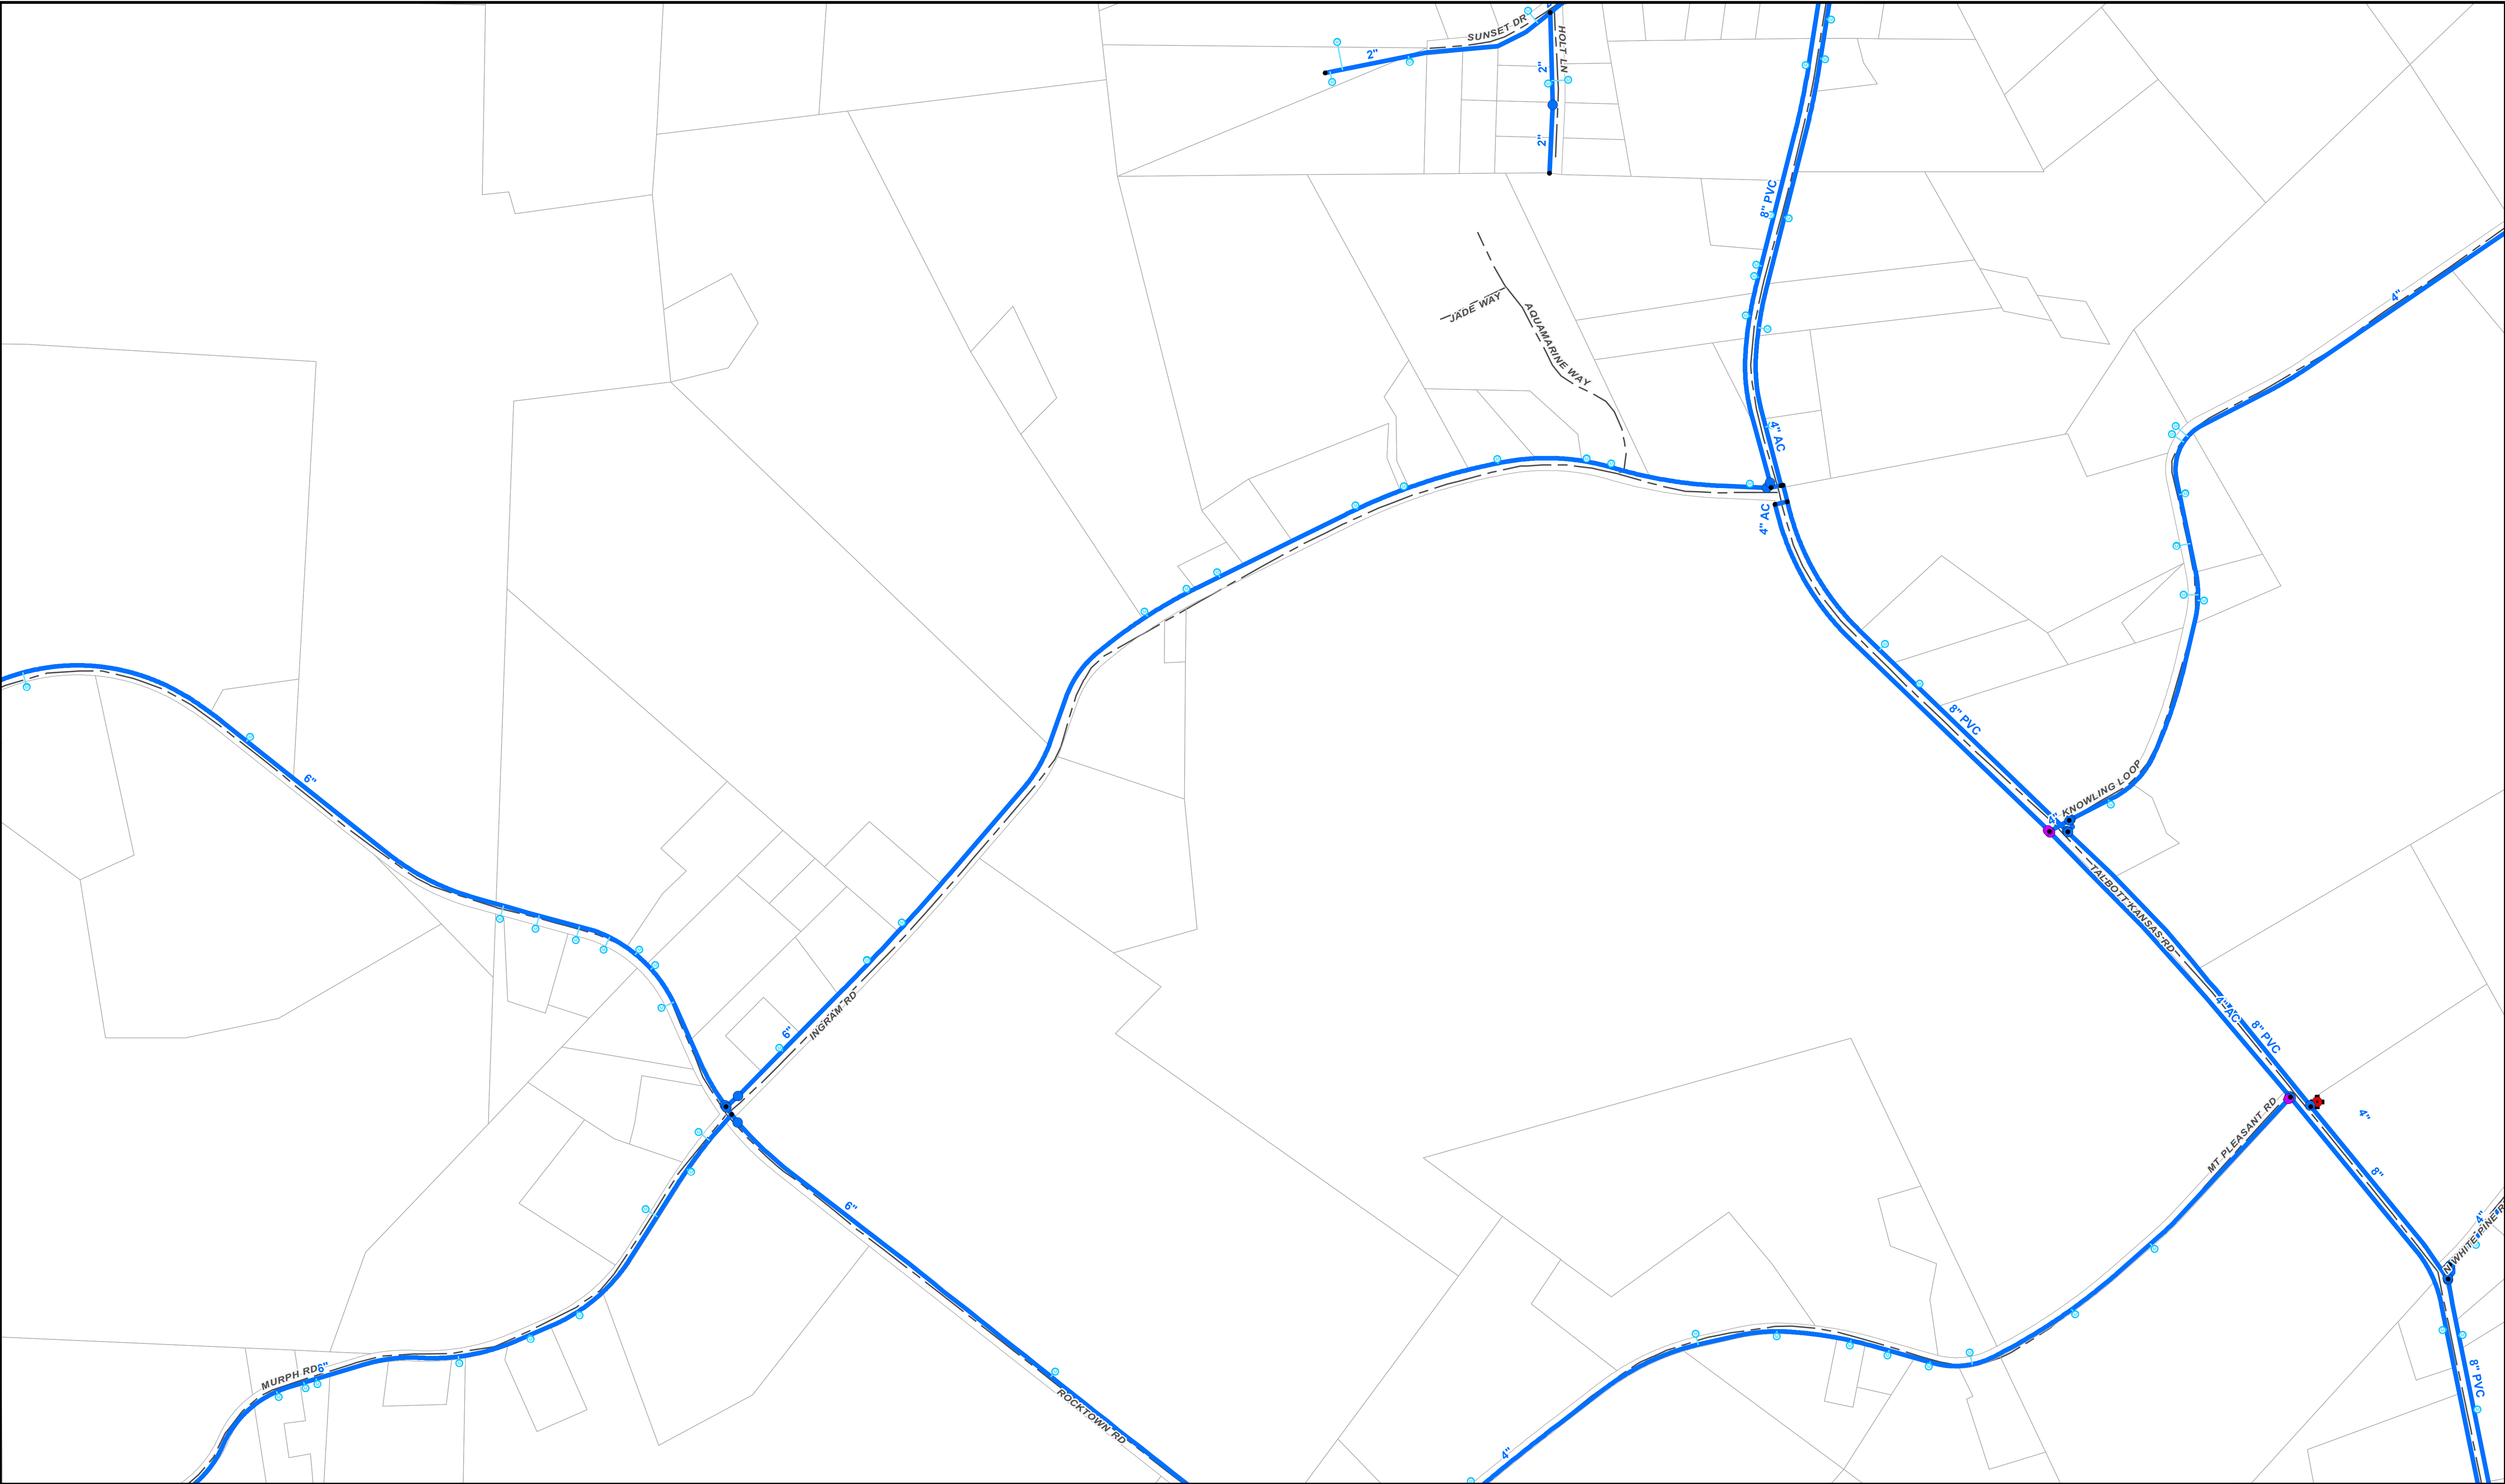 SUNSET DR
2"
HOLT LN
2"
2"
8" PVC
JADE WAY
AQUAMARINE WAY
4"
4" AC
4" AC
8" PVC
6"
KNOWLING LOOP
4"
TALBOTT-KANSAS RD
4" AC
8" PVC
INGRAM RD
6"
MT PLEASANT RD
4"
8"
6"
4"
N WHITE PINE R
MURPH RD
6"
ROCKTOWN RD
8" PVC
4"